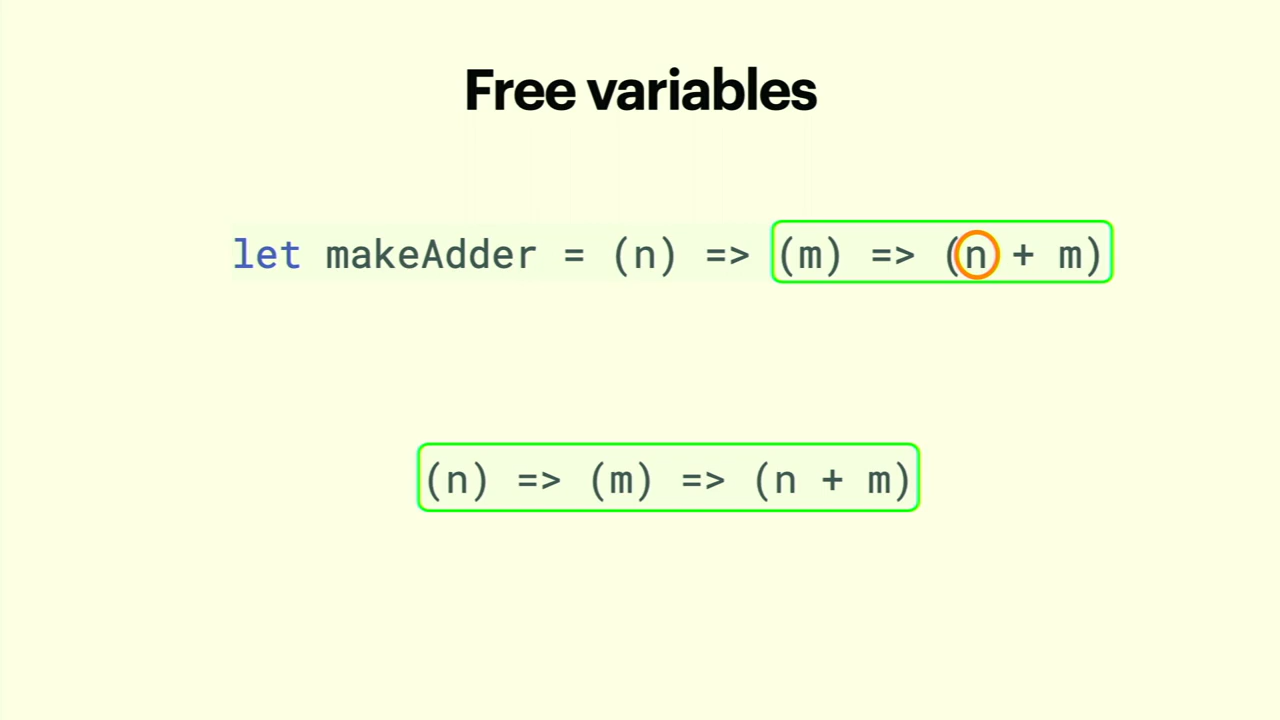 Free variables
let makeAdder = (n) => (m) => (n + m)
(n) => (m) => (n + m)